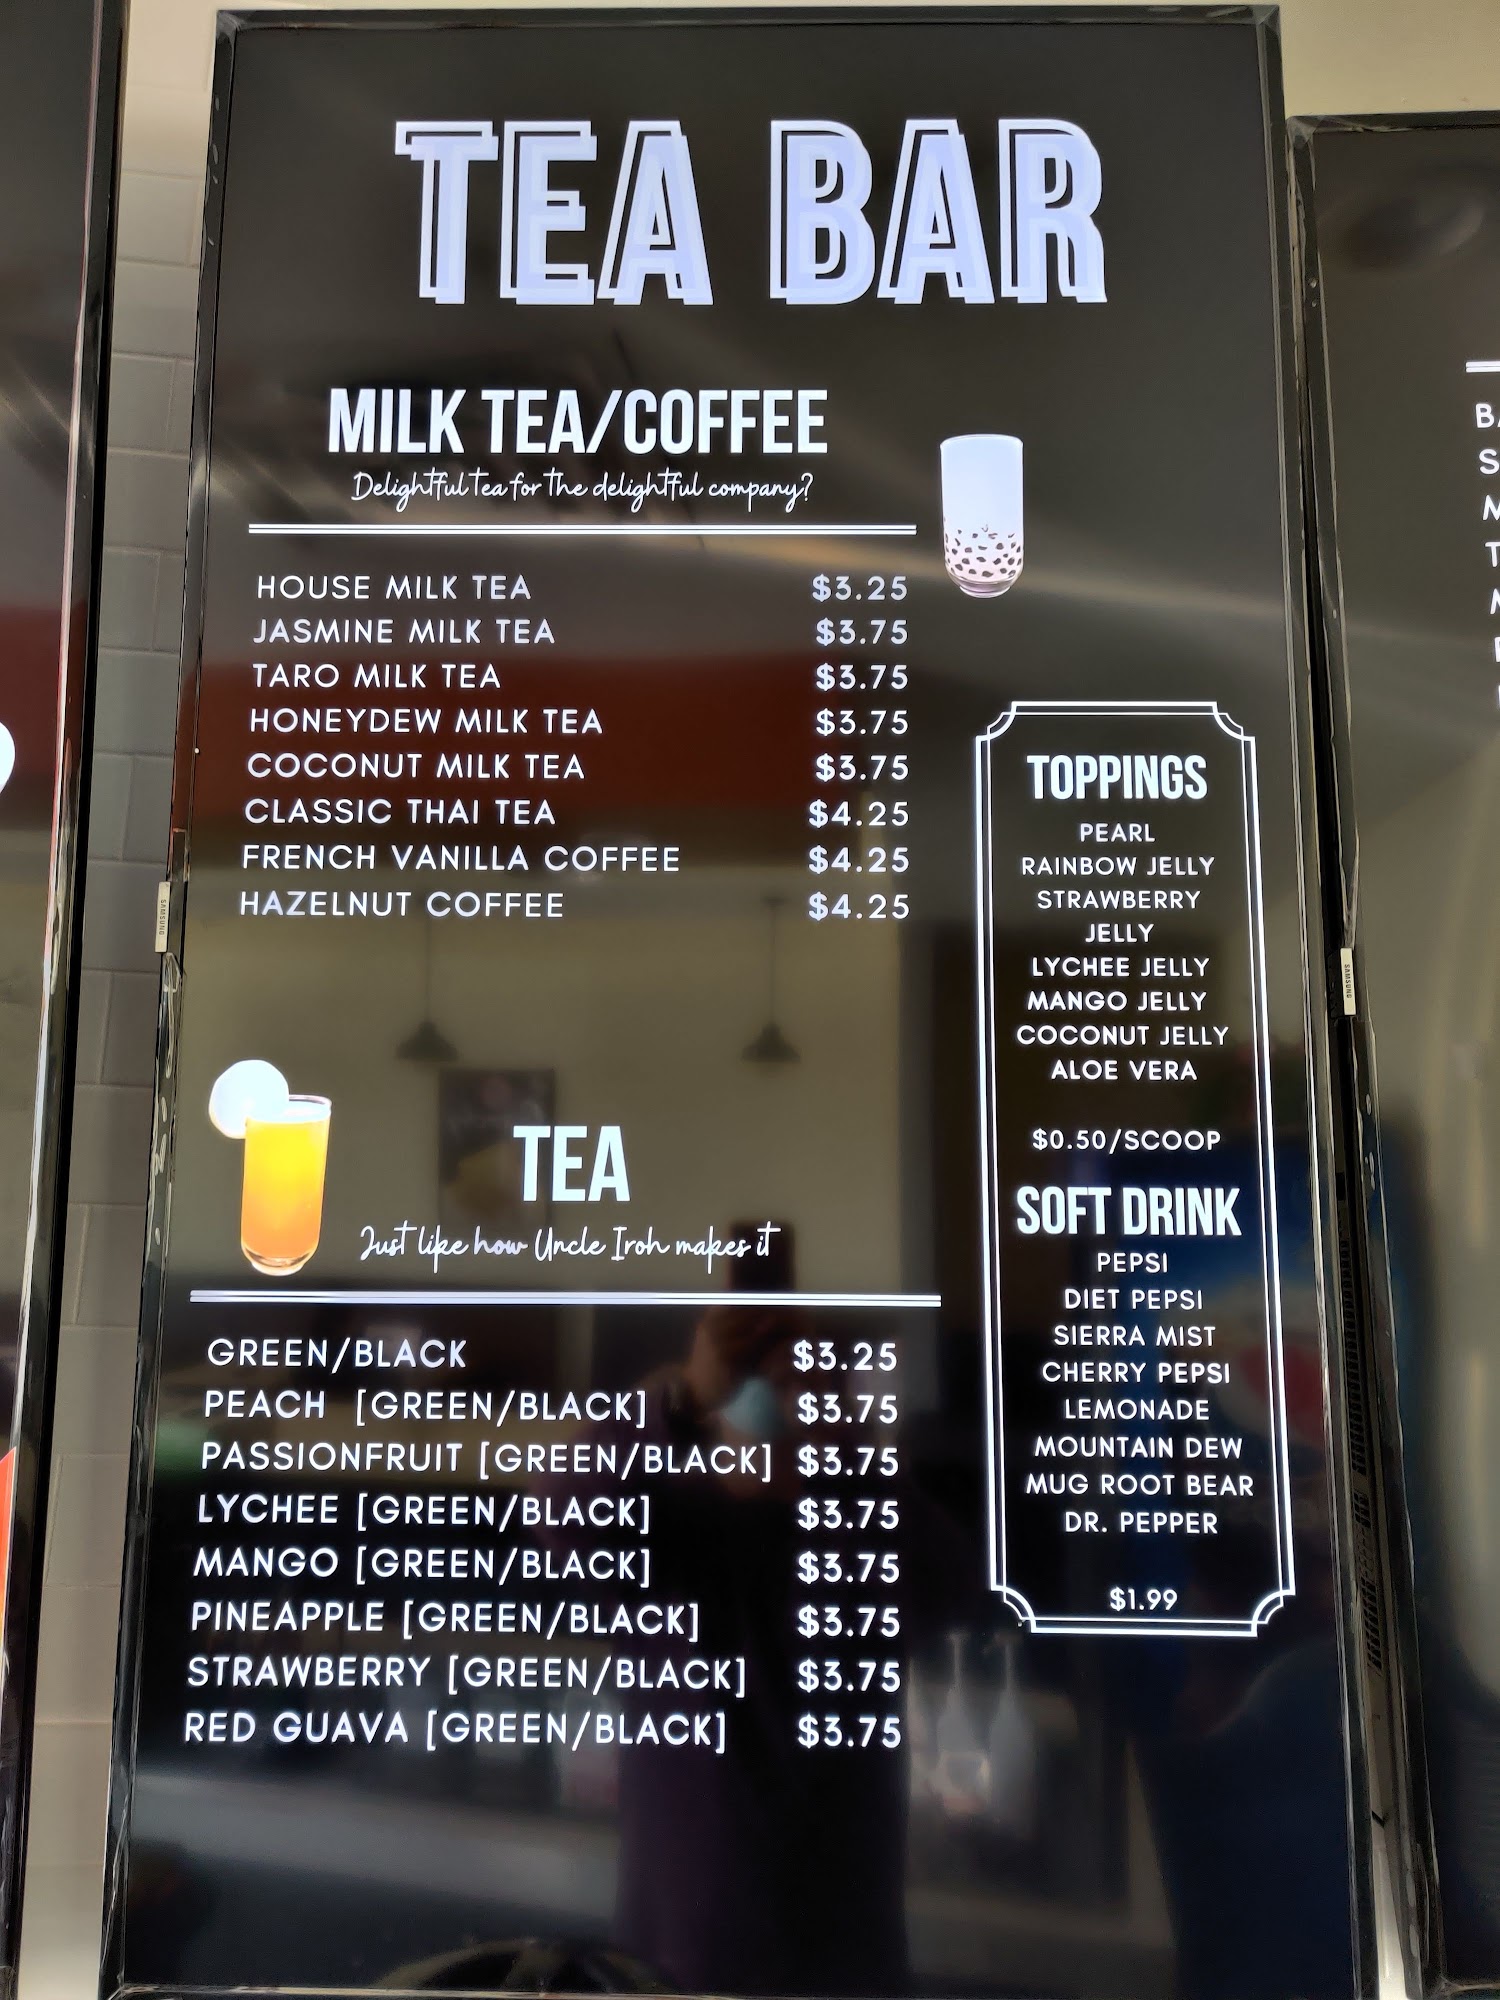 TEA BAR
MILK TEA/COFFEE
Delightful tea for the delightful company?
HOUSE MILK TEA $3.25
JASMINE MILK TEA $3.75
TARO MILK TEA $3.75
HONEYDEW MILK TEA $3.75
COCONUT MILK TEA $3.75
CLASSIC THAI TEA $4.25
FRENCH VANILLA COFFEE $4.25
HAZELNUT COFFEE $4.25
TEA
Just like how Uncle Iroh makes it
GREEN/BLACK $3.25
PEACH [GREEN/BLACK] $3.75
PASSIONFRUIT [GREEN/BLACK] $3.75
LYCHEE [GREEN/BLACK] $3.75
MANGO [GREEN/BLACK] $3.75
PINEAPPLE [GREEN/BLACK] $3.75
STRAWBERRY [GREEN/BLACK] $3.75
RED GUAVA [GREEN/BLACK] $3.75
TOPPINGS
PEARL
RAINBOW JELLY
STRAWBERRY
JELLY
LYCHEE JELLY
MANGO JELLY
COCONUT JELLY
ALOE VERA
$0.50/SCOOP
SOFT DRINK
PEPSI
DIET PEPSI
SIERRA MIST
CHERRY PEPSI
LEMONADE
MOUNTAIN DEW
MUG ROOT BEAR
DR. PEPPER
$1.99
SAMSUNG
SAMSUNG